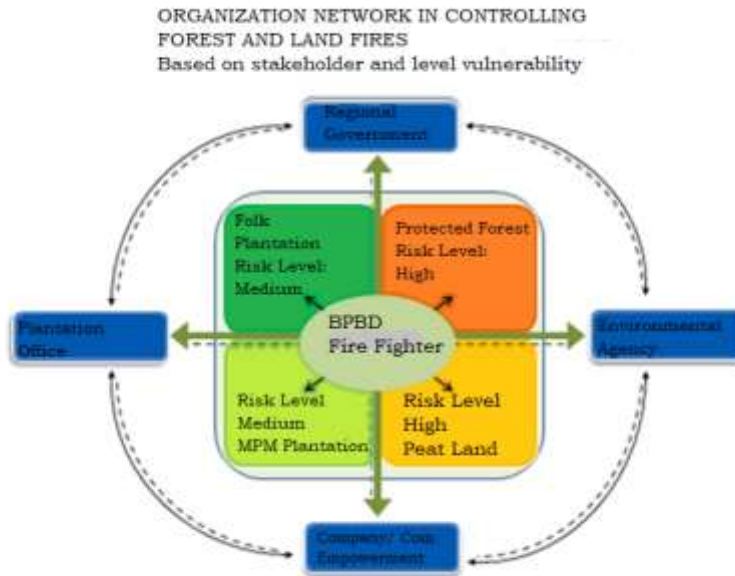 ORGANIZATION NETWORK IN CONTROLLING
FOREST AND LAND FIRES
Based on stakeholder and level vulnerability
Regional
Government
Folk
Plantation
Risk Level:
Medium
Protected Forest
Risk Level:
High
Plantation
Office
BPBD
Fire Fighter
Environmental
Agency
Risk Level
Medium
MPM Plantation
Risk Level
High
Peat Land
Company/ Com.
Empowerment